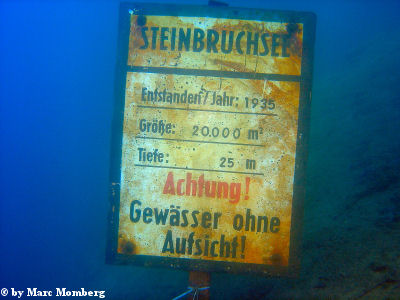 STEINBRUCHSEE
Entstanden/Jahr: 1935
Größe: 20.000 m²
Tiefe: 25 m
Achtung!
Gewässer ohne
Aufsicht!
© by Marc Momberg